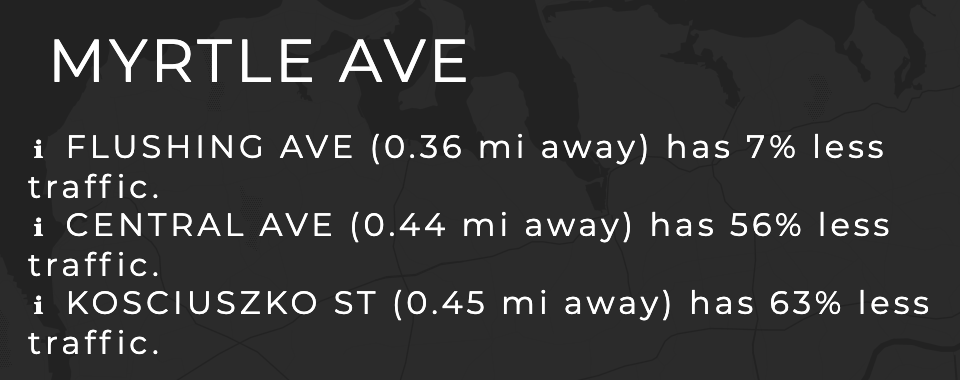 MYRTLE AVE
ℹ FLUSHING AVE (0.36 mi away) has 7% less
traffic.
ℹ CENTRAL AVE (0.44 mi away) has 56% less
traffic.
ℹ KOSCIUSZKO ST (0.45 mi away) has 63% less
traffic.